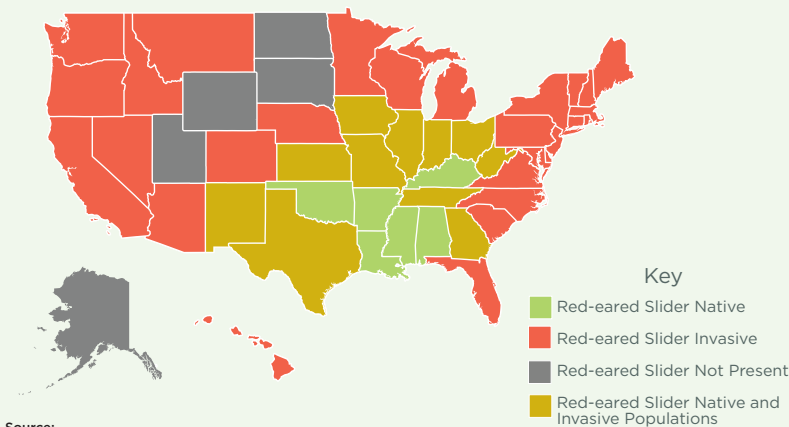 Key
Red-eared Slider Native
Red-eared Slider Invasive
Red-eared Slider Not Present
Red-eared Slider Native and
Invasive Populations
Source: